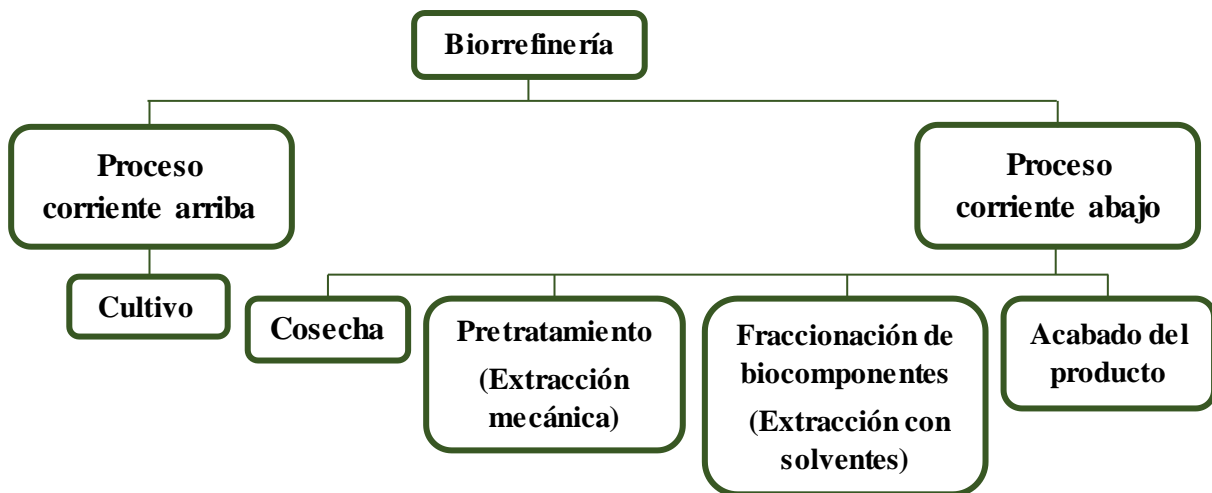 Biorrefinería
Proceso
corriente arriba
Proceso
corriente abajo
Cultivo
Cosecha
Pretratamiento
(Extracción
mecánica)
Fraccionación de
biocomponentes
(Extracción con
solventes)
Acabado del
producto